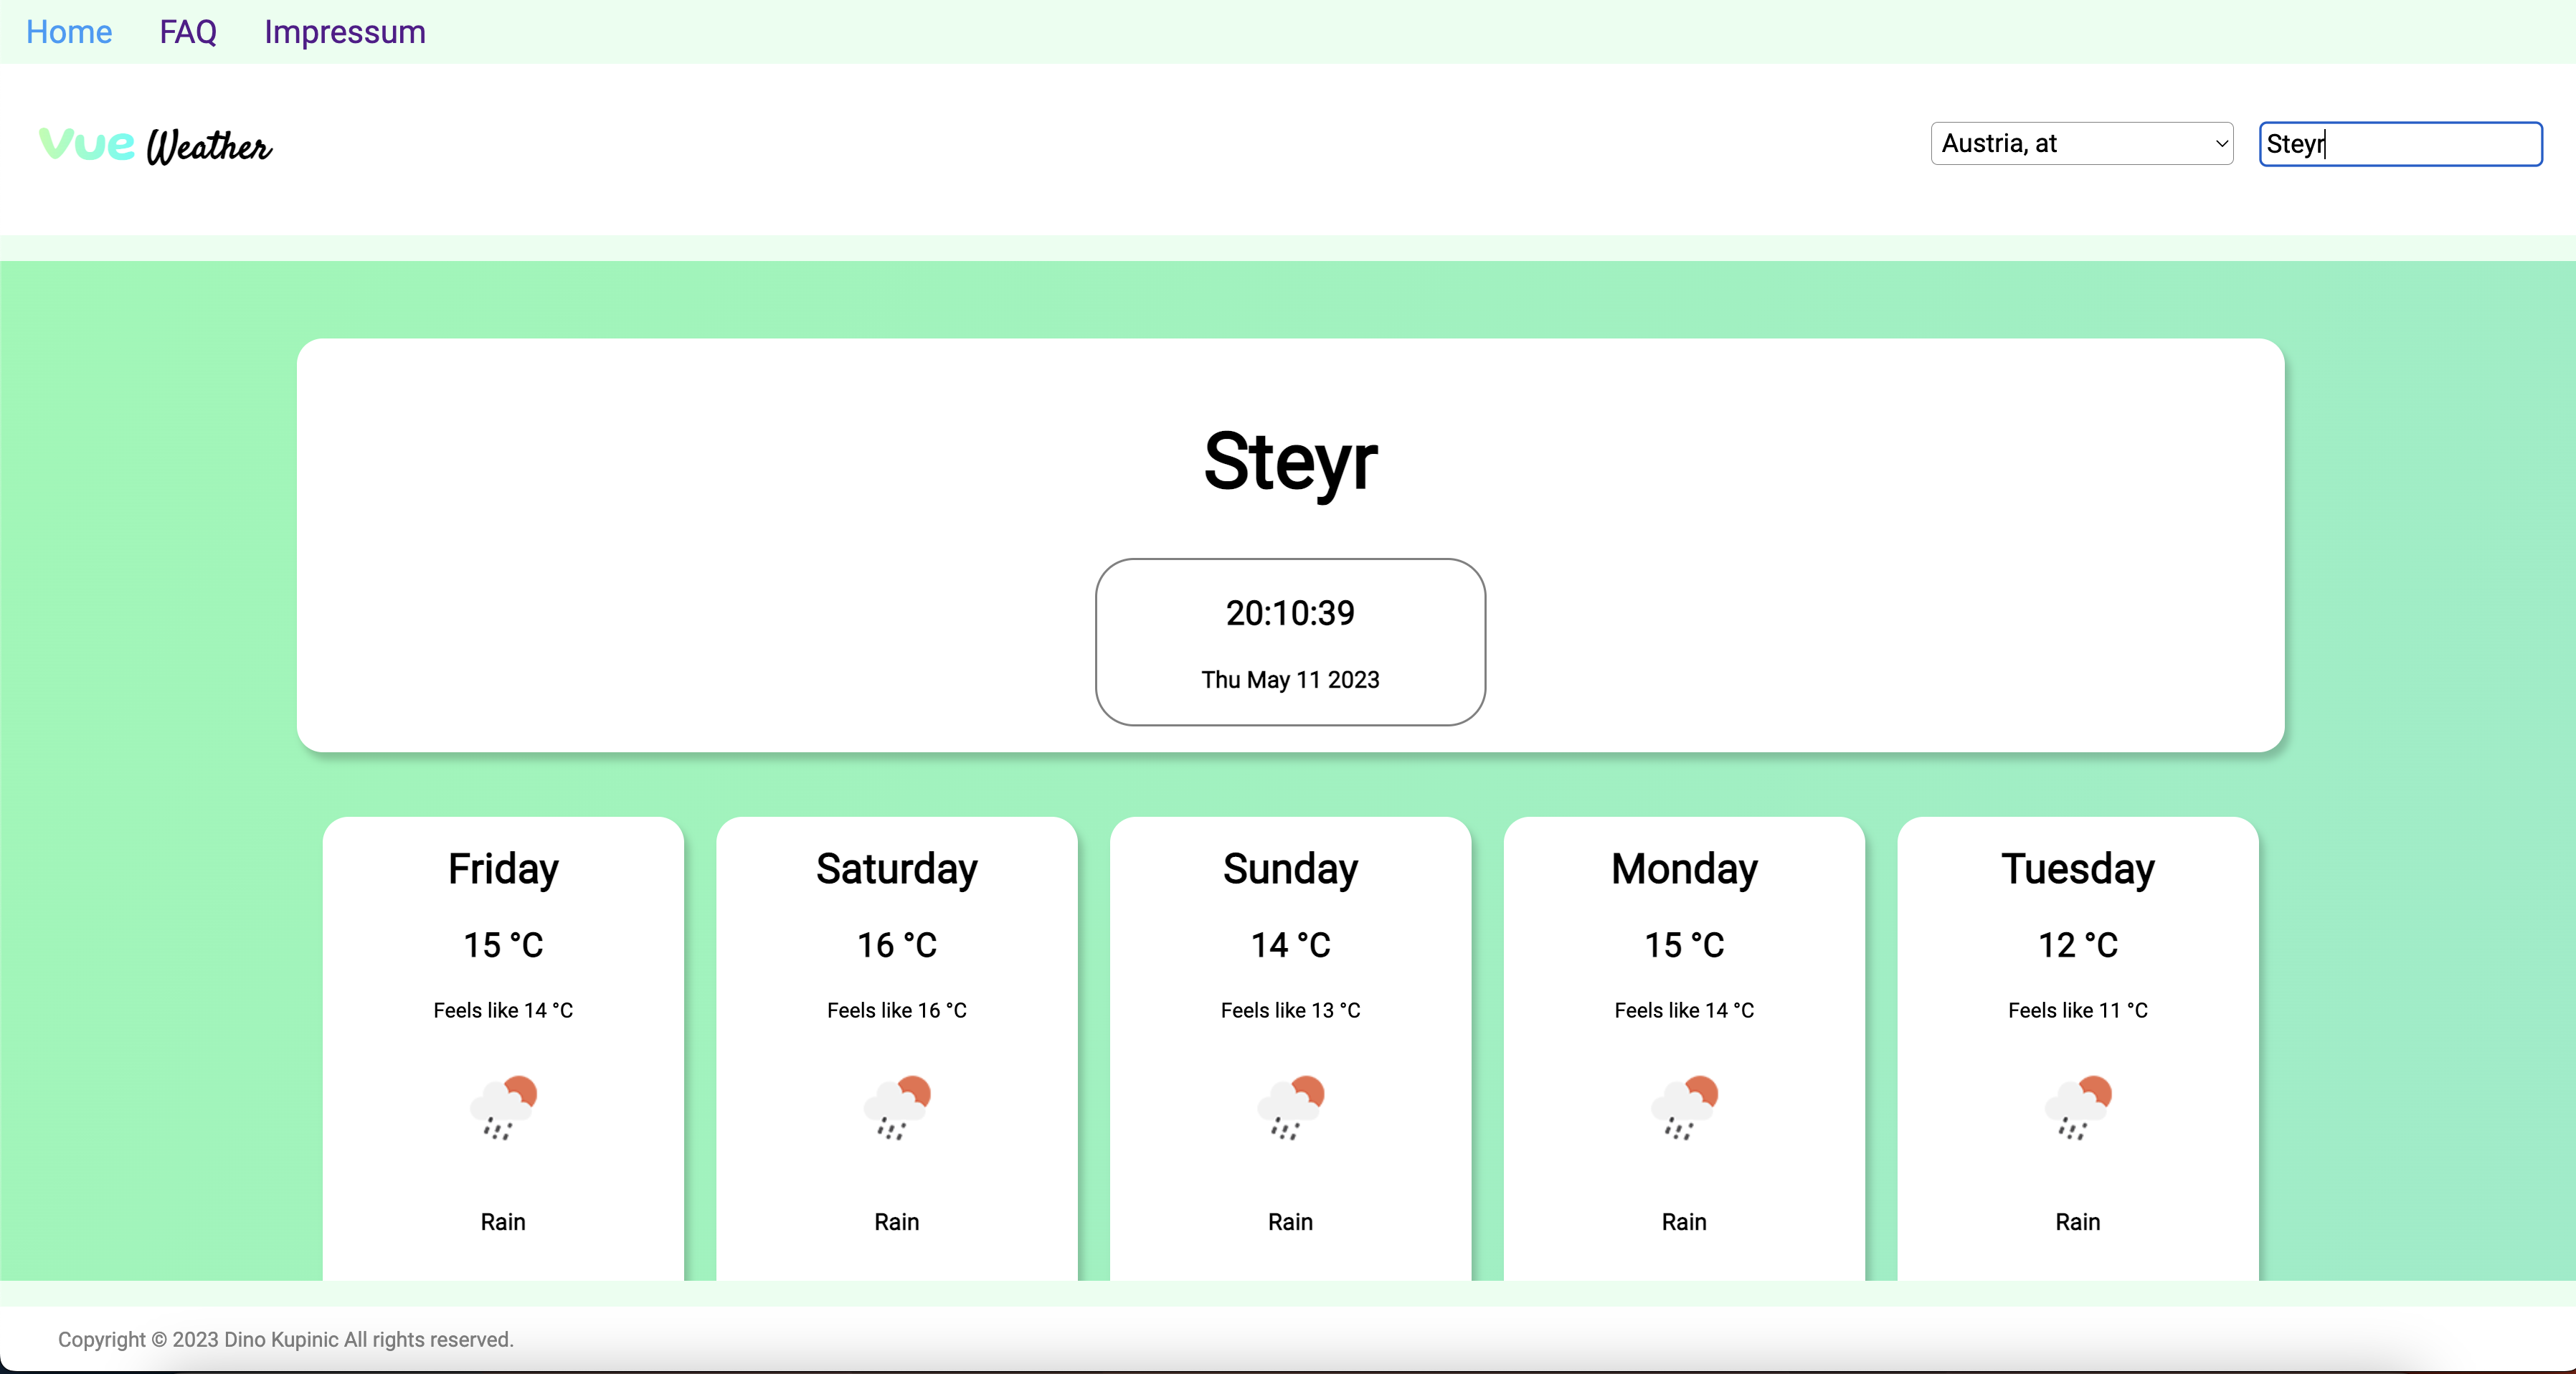 Home FAQ Impressum
Vue Weather
Austria, at
Steyr
Steyr
20:10:39
Thu May 11 2023
Friday
15 °C
Feels like 14 °C
Rain
Saturday
16 °C
Feels like 16 °C
Rain
Sunday
14 °C
Feels like 13 °C
Rain
Monday
15 °C
Feels like 14 °C
Rain
Tuesday
12 °C
Feels like 11 °C
Rain
Copyright © 2023 Dino Kupinic All rights reserved.